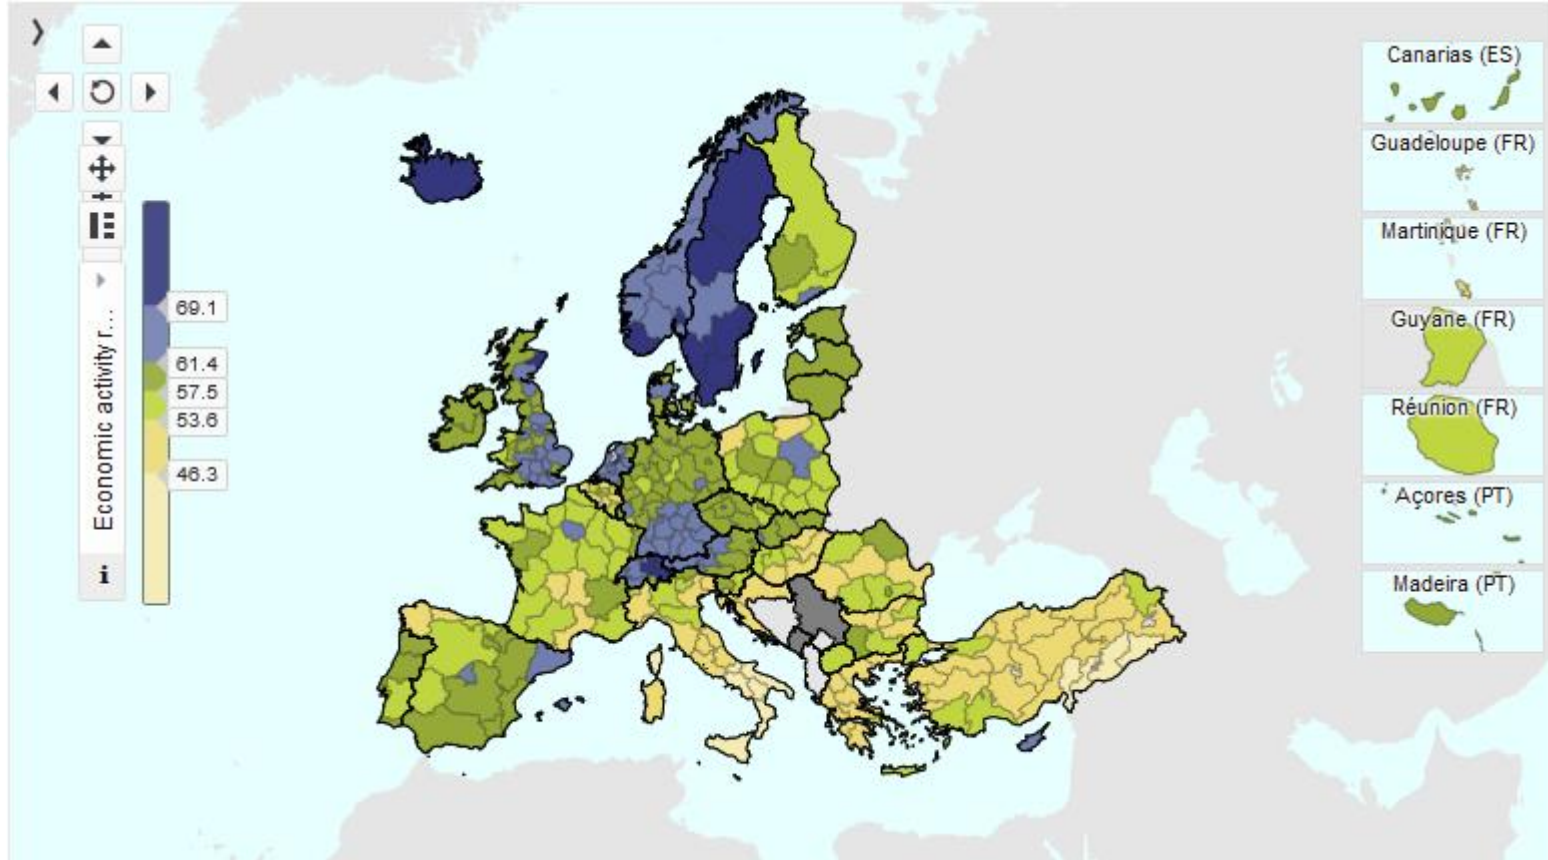 69.1
61.4
57.5
53.6
46.3
Economic activity r...
i
Canarias (ES)
Guadeloupe (FR)
Martinique (FR)
Guyane (FR)
Réunion (FR)
Açores (PT)
Madeira (PT)